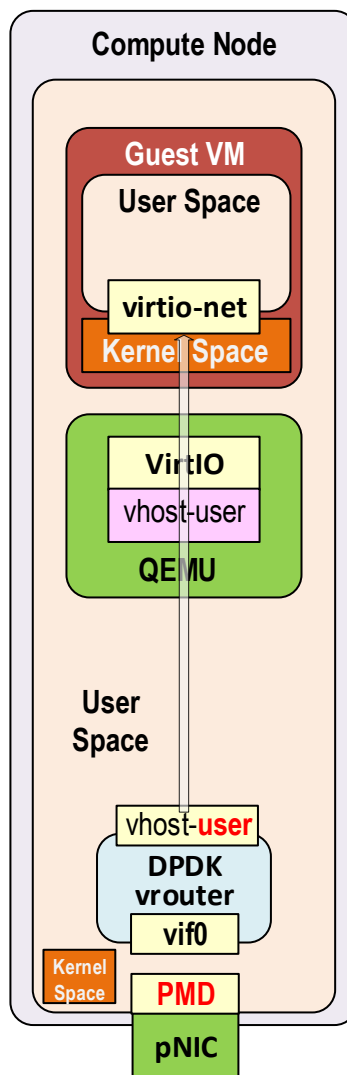 Compute Node
Guest VM
User Space
virtio-net
Kernel Space
VirtIO
vhost-user
QEMU
User
Space
vhost-user
DPDK
vrouter
vif0
Kernel
Space
PMD
pNIC